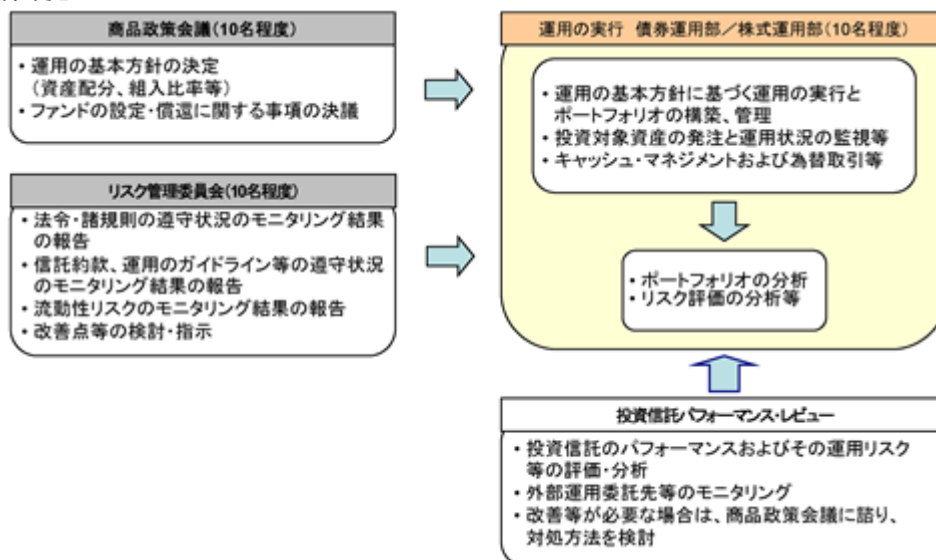 商品政策会議(10名程度)
・運用の基本方針の決定
(資産配分、組入比率等)
・ファンドの設定・償還に関する事項の決議
リスク管理委員会(10名程度)
・法令・諸規則の遵守状況のモニタリング結果
の報告
・信託約款、運用のガイドライン等の遵守状況
のモニタリング結果の報告
・流動性リスクのモニタリング結果の報告
・改善点等の検討・指示
運用の実行 債券運用部/株式運用部(10名程度)
・運用の基本方針に基づく運用の実行と
ポートフォリオの構築、管理
・投資対象資産の発注と運用状況の監視等
・キャッシュ・マネジメントおよび為替取引等
・ポートフォリオの分析
・リスク評価の分析等
投資信託パフォーマンス・レビュー
・投資信託のパフォーマンスおよびその運用リスク
等の評価・分析
・外部運用委託先等のモニタリング
・改善等が必要な場合は、商品政策会議に諮り、
対処方法を検討